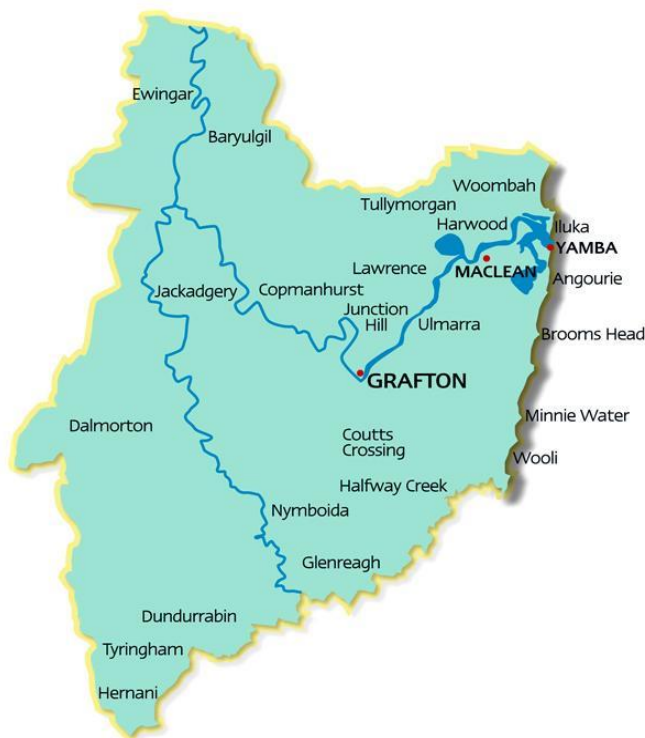 Ewingar
Baryulgil
Woombah
Tullymorgan
Harwood
Iluka
YAMBA
MACLEAN
Lawrence
Angourie
Jackadgery
Copmanhurst
Junction
Hill
Ulmarra
Brooms Head
GRAFTON
Minnie Water
Dalmorton
Coutts
Crossing
Wooli
Halfway Creek
Nymboida
Glenreagh
Dundurrabin
Tyringham
Hernani